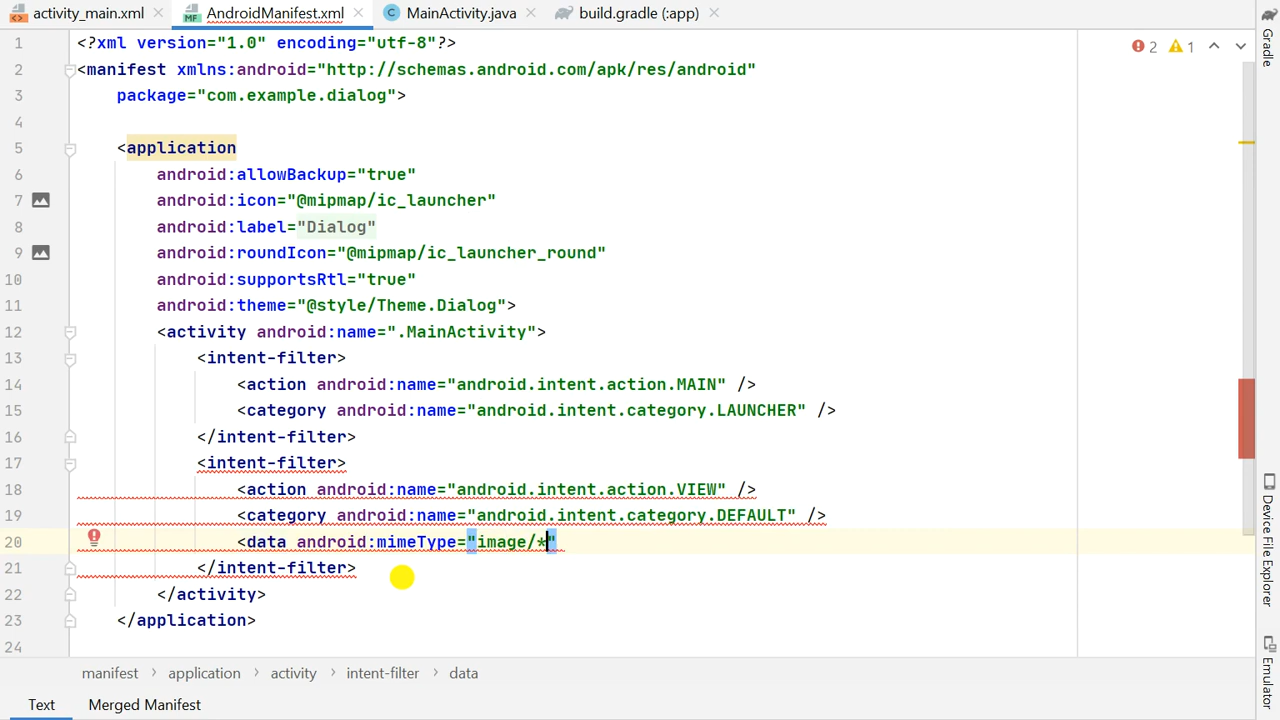 activity_main.xml AndroidManifest.xml MainActivity.java build.gradle (:app)
2 1
1 <?xml version="1.0" encoding="utf-8"?>
2 <manifest xmlns:android="http://schemas.android.com/apk/res/android"
3 package="com.example.dialog">
4
5 <application
6 android:allowBackup="true"
7 android:icon="@mipmap/ic_launcher"
8 android:label="Dialog"
9 android:roundIcon="@mipmap/ic_launcher_round"
10 android:supportsRtl="true"
11 android:theme="@style/Theme.Dialog">
12 <activity android:name=".MainActivity">
13 <intent-filter>
14 <action android:name="android.intent.action.MAIN" />
15 <category android:name="android.intent.category.LAUNCHER" />
16 </intent-filter>
17 <intent-filter>
18 <action android:name="android.intent.action.VIEW" />
19 <category android:name="android.intent.category.DEFAULT" />
20 <data android:mimeType="image/*"
21 </intent-filter>
22 </activity>
23 </application>
24
manifest > application > activity > intent-filter > data
Text Merged Manifest
Gradle
Device File Explorer
Emulator